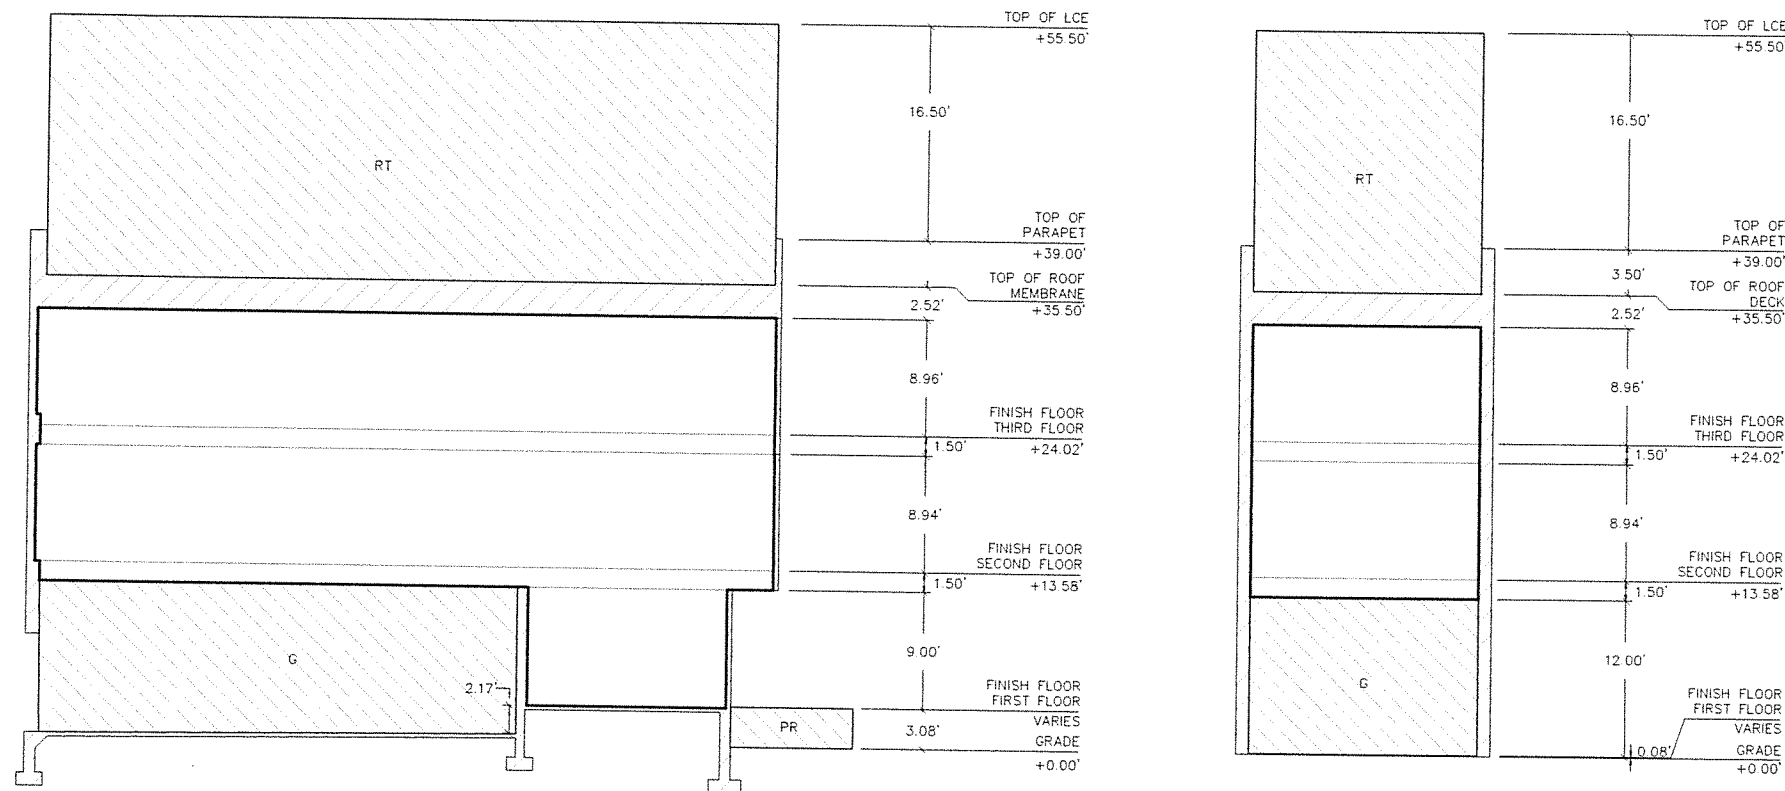 TOP OF LCE
+55.50'
16.50'
RT
TOP OF
PARAPET
+39.00'
TOP OF ROOF
MEMBRANE
2.52'
+35.50'
8.96'
FINISH FLOOR
THIRD FLOOR
1.50'
+24.02'
8.94'
FINISH FLOOR
SECOND FLOOR
1.50'
+13.58'
G
9.00'
2.17'
FINISH FLOOR
FIRST FLOOR
VARIES
PR
3.08'
GRADE
+0.00'
TOP OF LCE
+55.50'
16.50'
RT
TOP OF
PARAPET
+39.00'
3.50'
TOP OF ROOF
DECK
2.52'
+35.50'
8.96'
FINISH FLOOR
THIRD FLOOR
1.50'
+24.02'
8.94'
FINISH FLOOR
SECOND FLOOR
1.50'
+13.58'
12.00'
G
FINISH FLOOR
FIRST FLOOR
VARIES
0.08'
GRADE
+0.00'